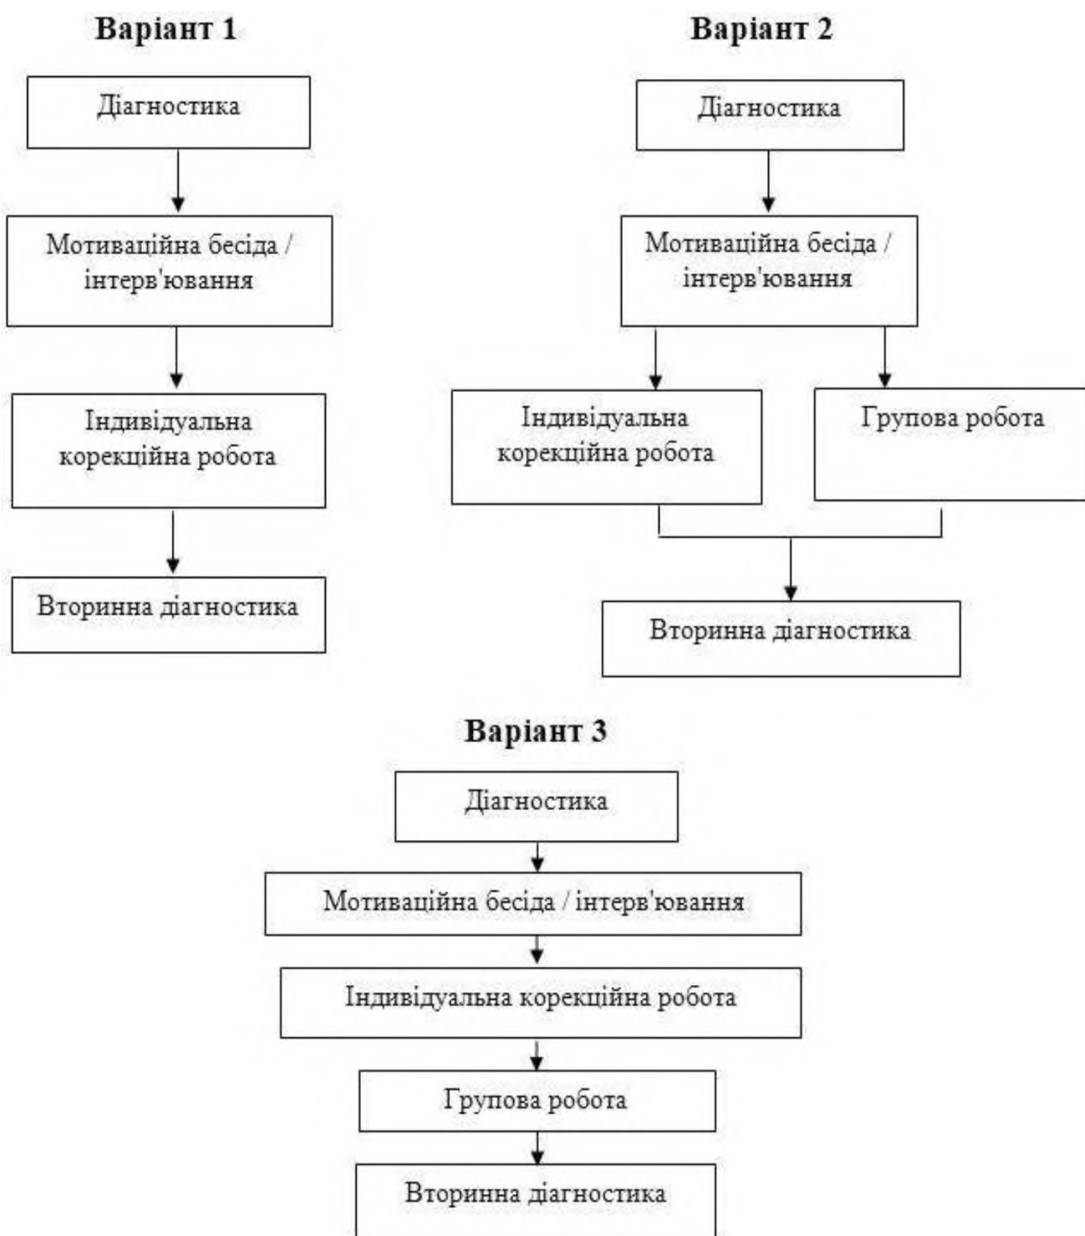 Варіант 1
Діагностика
Мотиваційна бесіда /
інтерв'ювання
Індивідуальна
корекційна робота
Вторинна діагностика
Варіант 2
Діагностика
Мотиваційна бесіда /
інтерв'ювання
Індивідуальна
корекційна робота
Групова робота
Вторинна діагностика
Варіант 3
Діагностика
Мотиваційна бесіда / інтерв'ювання
Індивідуальна корекційна робота
Групова робота
Вторинна діагностика